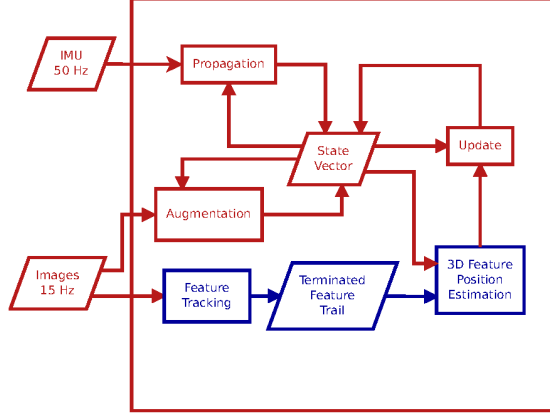 IMU
50 Hz
Propagation
State
Vector
Update
Augmentation
Images
15 Hz
Feature
Tracking
Terminated
Feature
Trail
3D Feature
Position
Estimation